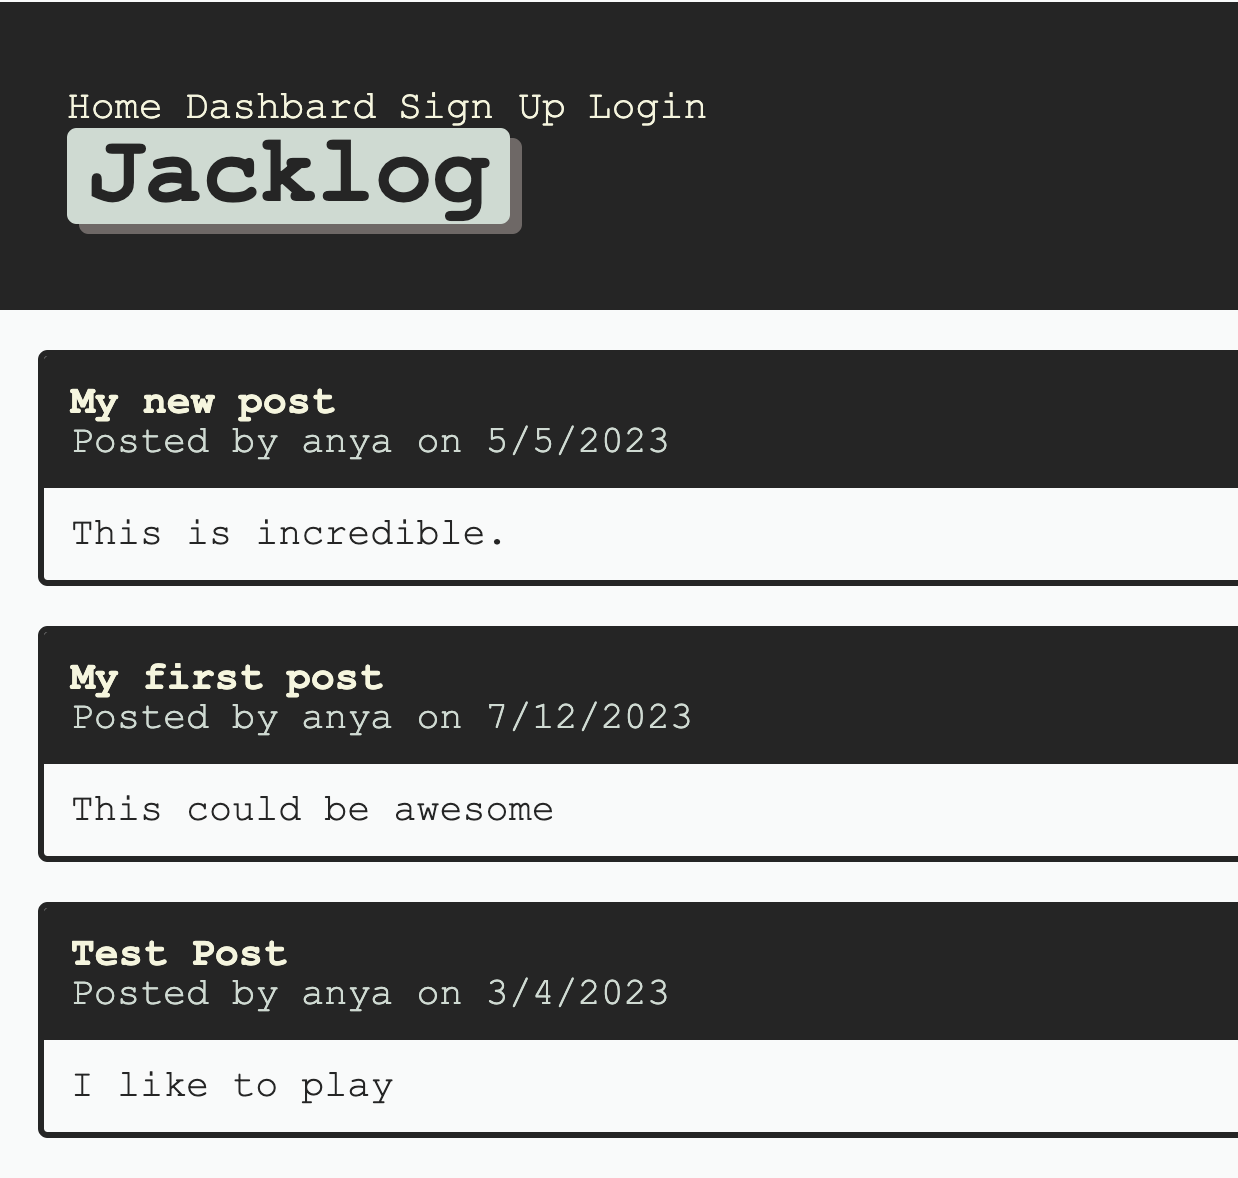 Home Dashbard Sign Up Login
Jacklog
My new post
Posted by anya on 5/5/2023
This is incredible.
My first post
Posted by anya on 7/12/2023
This could be awesome
Test Post
Posted by anya on 3/4/2023
I like to play